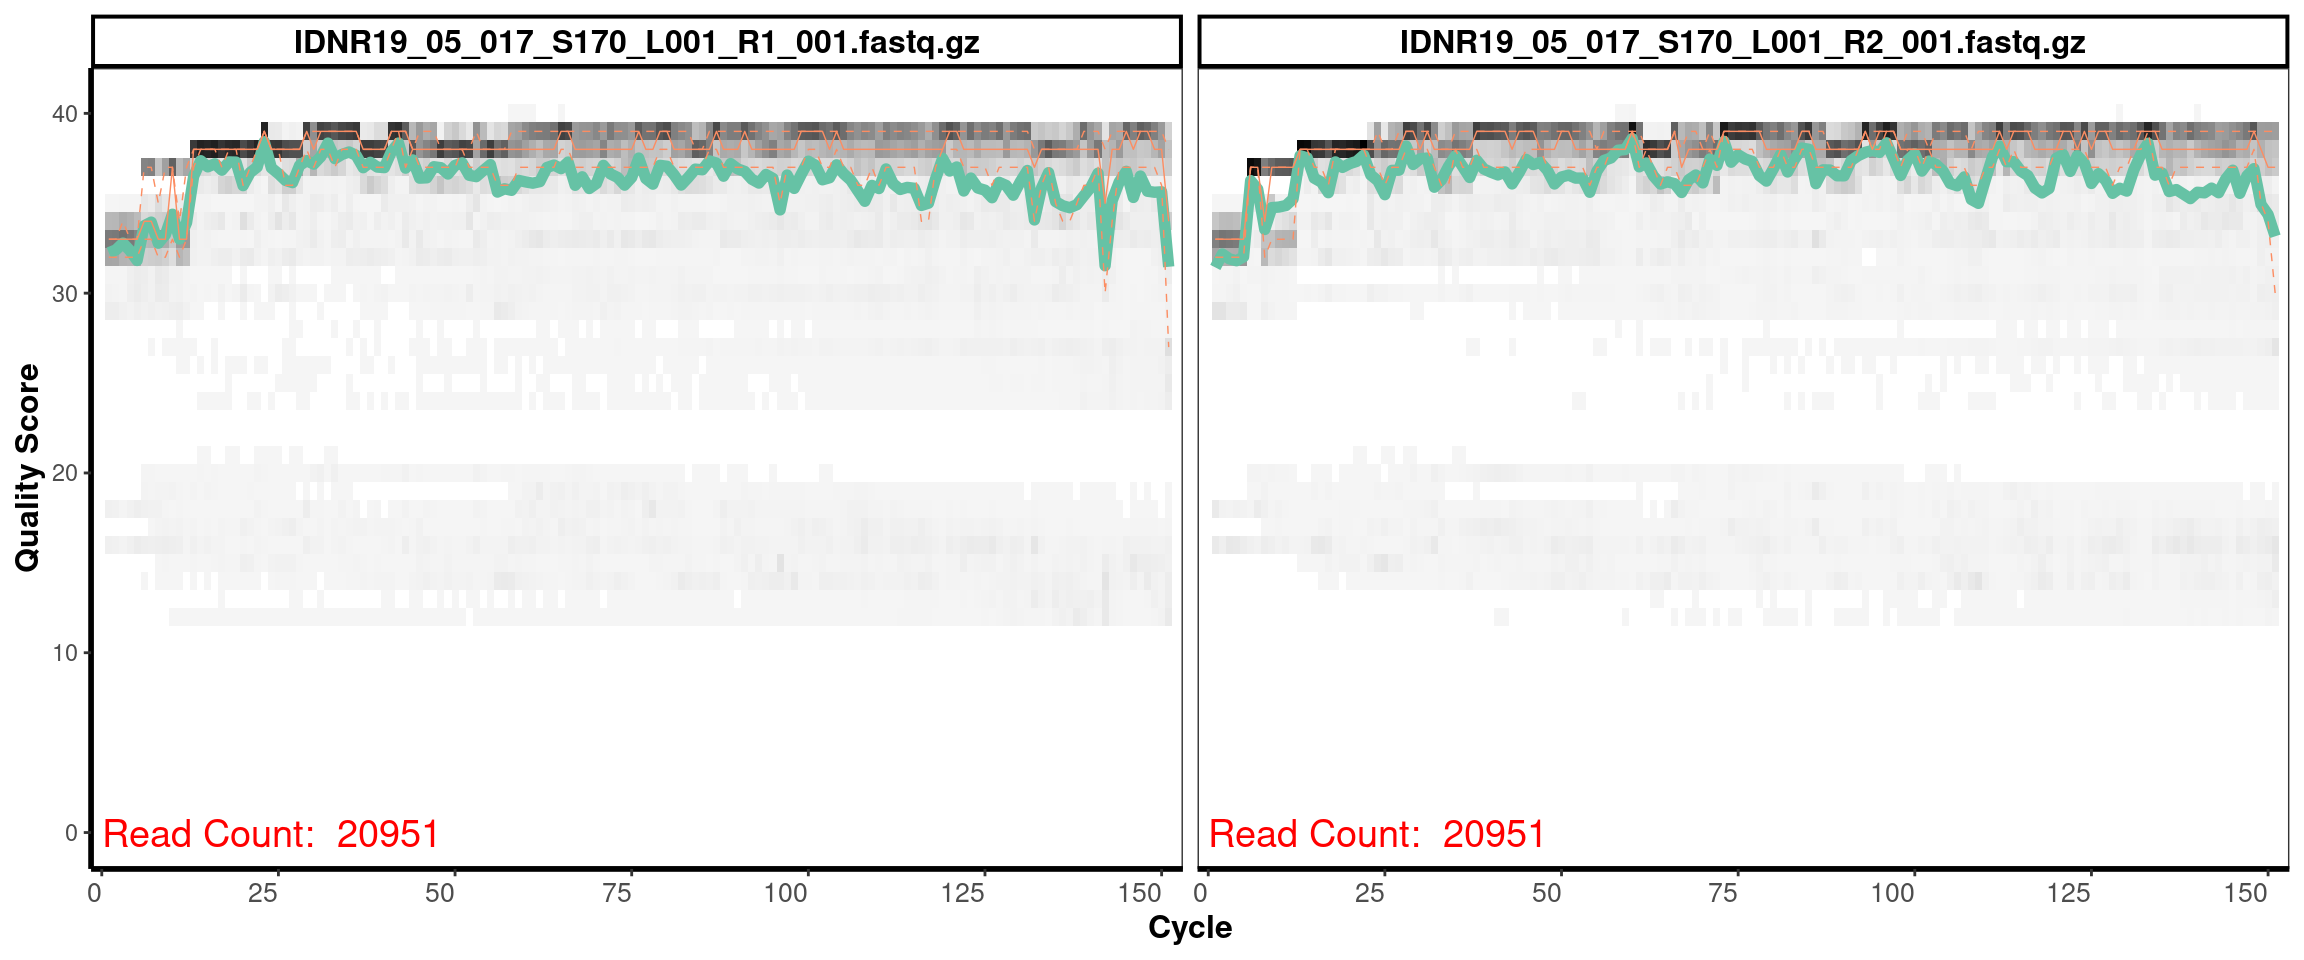 IDNR19_05_017_S170_L001_R1_001.fastq.gz
IDNR19_05_017_S170_L001_R2_001.fastq.gz
Quality Score
40
30
20
10
0
Read Count: 20951
Read Count: 20951
0 25 50 75 100 125 150
0 25 50 75 100 125 150
Cycle